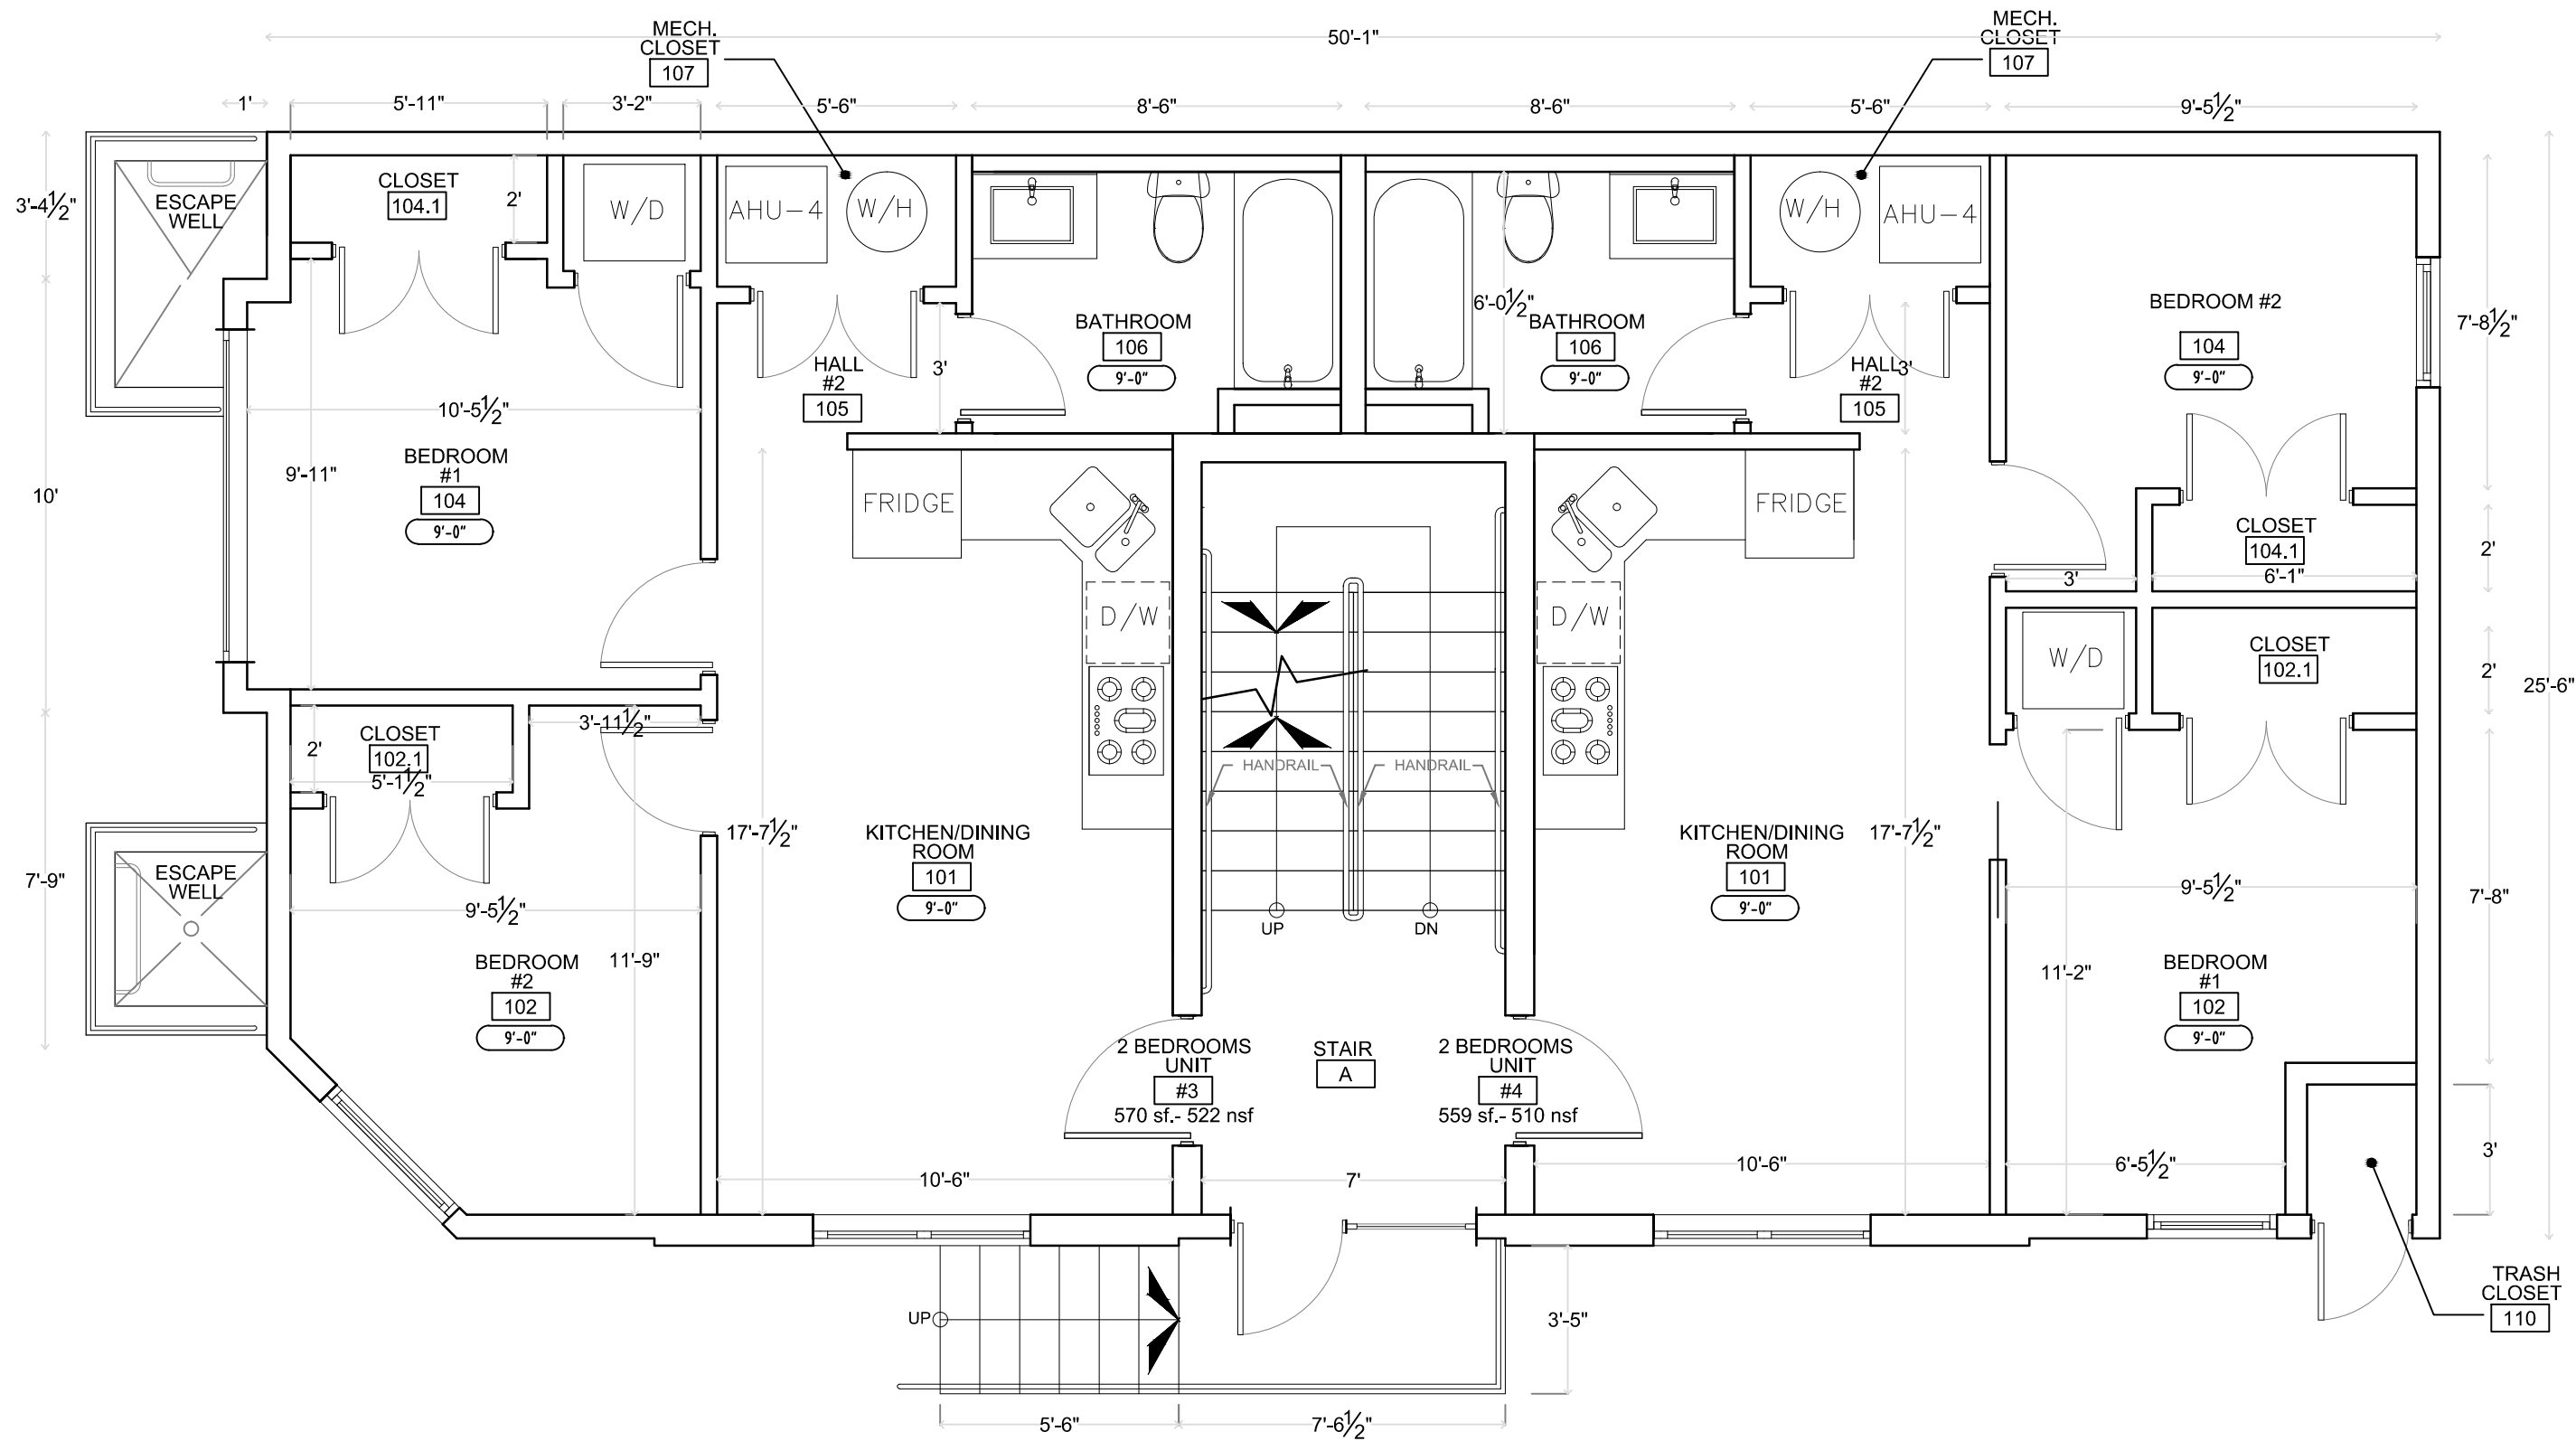 MECH.
CLOSET
107
50'-1"
MECH.
CLOSET
107
1'
5'-11"
3'-2"
5'-6"
8'-6"
8'-6"
5'-6"
9'-5½"
3'-4½"
ESCAPE
WELL
CLOSET
104.1
2'
W/D
AHU-4
W/H
W/H
AHU-4
BEDROOM #2
104
9'-0"
7'-8½"
BATHROOM
106
9'-0"
6'-0½"
BATHROOM
106
9'-0"
HALL
#2
105
3'
HALL
#2
105
3'
10'-5½"
BEDROOM
#1
104
9'-0"
9'-11"
10'
FRIDGE
FRIDGE
CLOSET
104.1
6'-1"
3'
2'
D/W
D/W
W/D
CLOSET
102.1
2'
25'-6"
3'-11½"
CLOSET
102.1
5'-1½"
2'
HANDRAIL
HANDRAIL
17'-7½"
KITCHEN/DINING
ROOM
101
9'-0"
KITCHEN/DINING
ROOM
101
9'-0"
17'-7½"
7'-9"
ESCAPE
WELL
9'-5½"
9'-5½"
7'-8"
UP
DN
BEDROOM
#2
102
9'-0"
11'-9"
11'-2"
BEDROOM
#1
102
9'-0"
2 BEDROOMS
UNIT
#3
570 sf.- 522 nsf
STAIR
A
2 BEDROOMS
UNIT
#4
559 sf.- 510 nsf
10'-6"
7'
10'-6"
6'-5½"
3'
UP
3'-5"
TRASH
CLOSET
110
5'-6"
7'-6½"